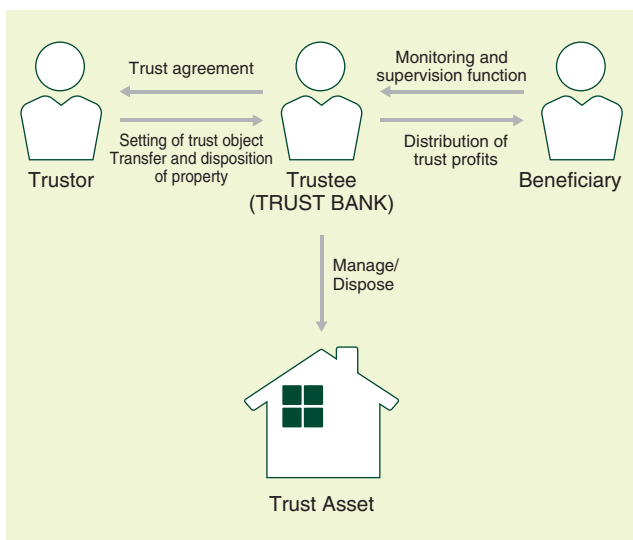 Trust agreement
Monitoring and
supervision function
Setting of trust object
Transfer and disposition
of property
Distribution of
trust profits
Trustor
Trustee
(TRUST BANK)
Beneficiary
Manage/
Dispose
Trust Asset